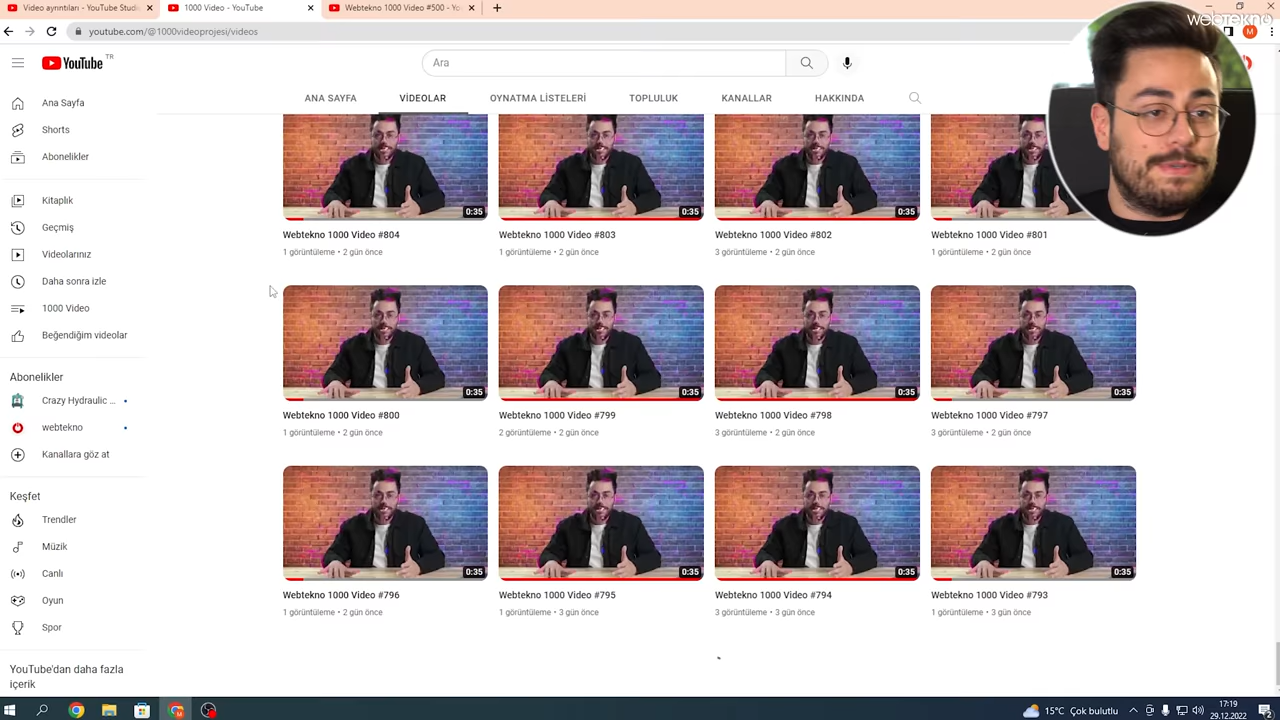 Video ayrıntıları - YouTube Studi
1000 Video - YouTube
Webtekno 1000 Video #500 - Yo
webtekno
youtube.com/@1000videoprojesi/videos
M
YouTube TR
Ara
ANA SAYFA
VİDEOLAR
OYNATMA LİSTELERİ
TOPLULUK
KANALLAR
HAKKINDA
Ana Sayfa
Shorts
Abonelikler
Kitaplık
Geçmiş
Videolarınız
Daha sonra izle
1000 Video
Beğendiğim videolar
Abonelikler
Crazy Hydraulic ...
webtekno
Kanallara göz at
Keşfet
Trendler
Müzik
Canlı
Oyun
Spor
YouTube'dan daha fazla
içerik
0:35
0:35
0:35
Webtekno 1000 Video #804
Webtekno 1000 Video #803
Webtekno 1000 Video #802
Webtekno 1000 Video #801
1 görüntüleme • 2 gün önce
1 görüntüleme • 2 gün önce
3 görüntüleme • 2 gün önce
1 görüntüleme • 2 gün önce
0:35
0:35
0:35
0:35
Webtekno 1000 Video #800
Webtekno 1000 Video #799
Webtekno 1000 Video #798
Webtekno 1000 Video #797
1 görüntüleme • 2 gün önce
2 görüntüleme • 2 gün önce
3 görüntüleme • 2 gün önce
3 görüntüleme • 2 gün önce
0:35
0:35
0:35
0:35
Webtekno 1000 Video #796
Webtekno 1000 Video #795
Webtekno 1000 Video #794
Webtekno 1000 Video #793
1 görüntüleme • 2 gün önce
1 görüntüleme • 3 gün önce
3 görüntüleme • 3 gün önce
1 görüntüleme • 3 gün önce
15°C Çok bulutlu
17:19
29.12.2022
2